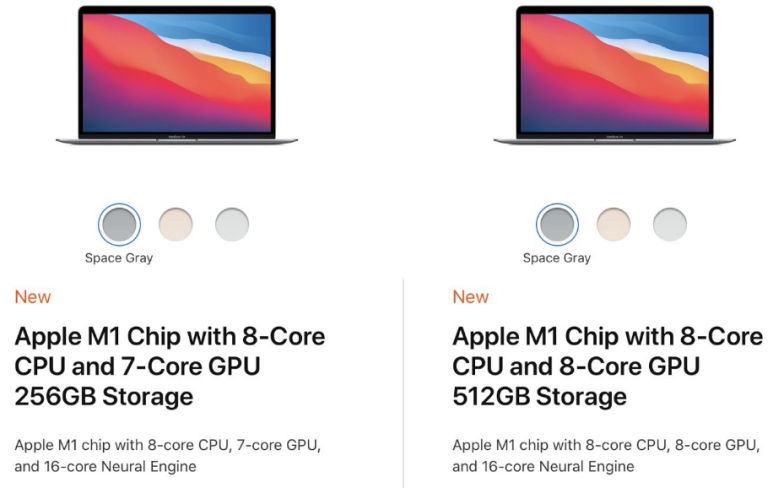 Space Gray
New
Apple M1 Chip with 8-Core
CPU and 7-Core GPU
256GB Storage
Apple M1 chip with 8-core CPU, 7-core GPU,
and 16-core Neural Engine
Space Gray
New
Apple M1 Chip with 8-Core
CPU and 8-Core GPU
512GB Storage
Apple M1 chip with 8-core CPU, 8-core GPU,
and 16-core Neural Engine